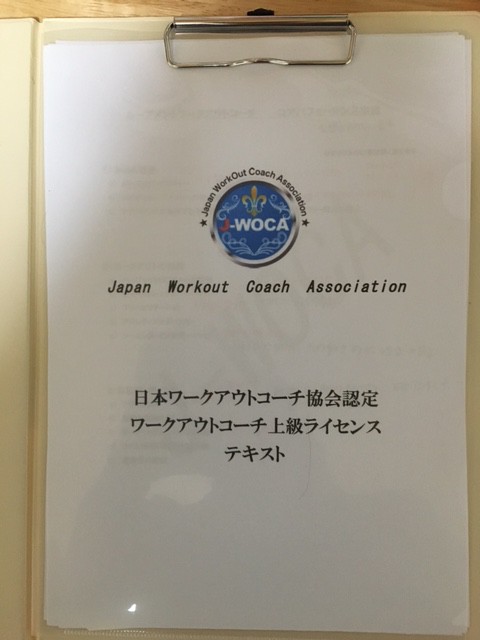 ★ Japan WorkOut Coach Association ★
J-WOCA
Japan Workout Coach Association
日本ワークアウトコーチ協会認定
ワークアウトコーチ上級ライセンス
テキスト